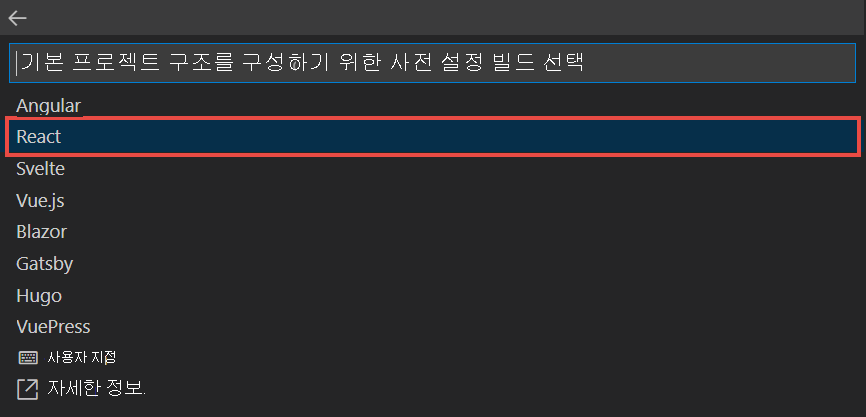 기본 프로젝트 구조를 구성하기 위한 사전 설정 빌드 선택
Angular
React
Svelte
Vue.js
Blazor
Gatsby
Hugo
VuePress
사용자 지정
자세한 정보.